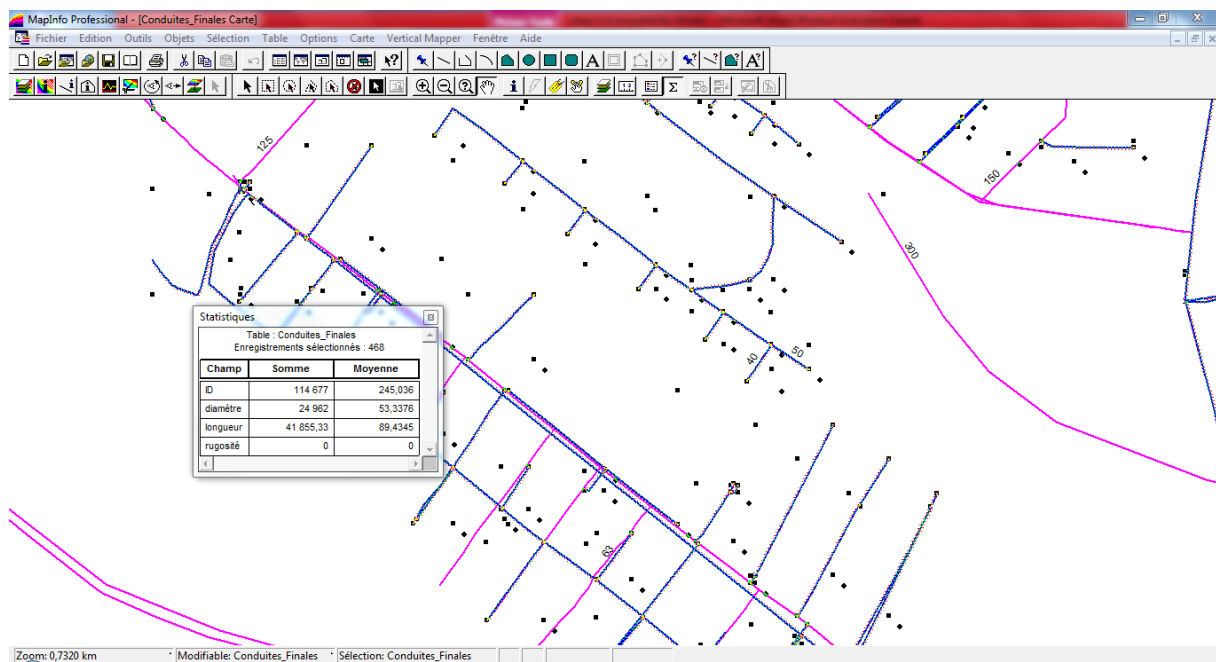 MapInfo Professional - [Conduites_Finales Carte]
Fichier Edition Outils Objets Sélection Table Options Carte Vertical Mapper Fenêtre Aide
125
150
300
Statistiques
Table : Conduites_Finales
Enregistrements sélectionnés : 468
Champ Somme Moyenne
ID 114 677 245,036
diamètre 24 962 53,3376
longueur 41 855,33 89,4345
rugosité 0 0
40
50
63
Zoom: 0,7320 km Modifiable: Conduites_Finales Sélection: Conduites_Finales